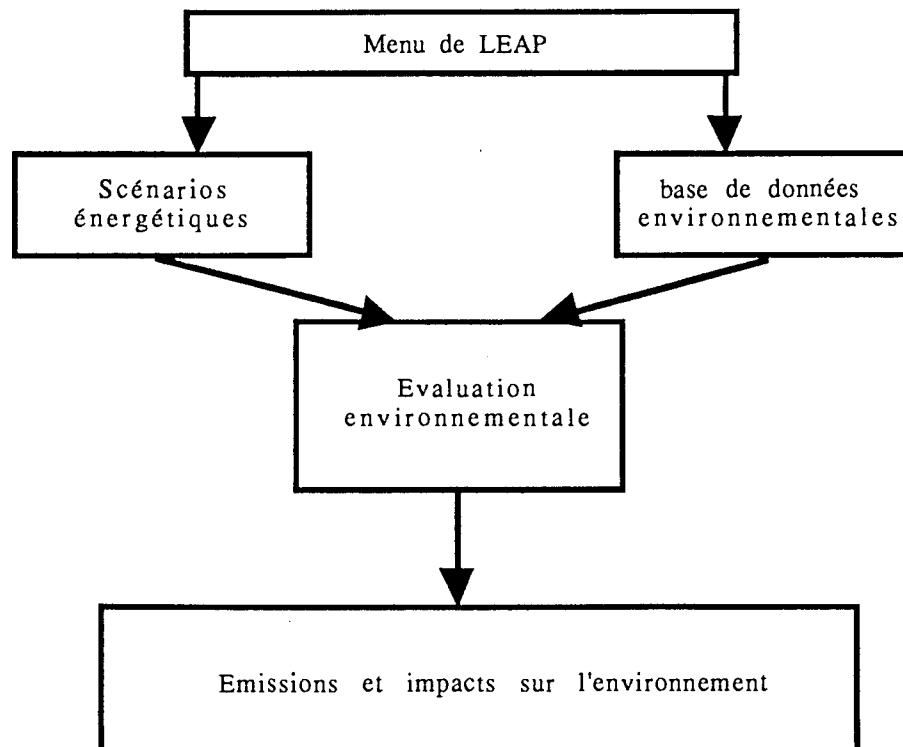 Menu de LEAP
Scénarios
énergétiques
base de données
environnementales
Evaluation
environnementale
Emissions et impacts sur l'environnement